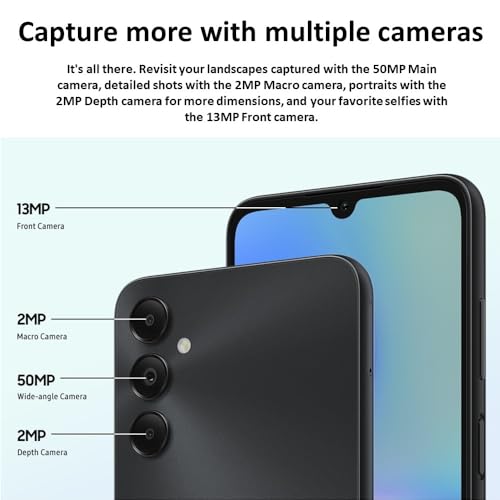 Capture more with multiple cameras
It's all there. Revisit your landscapes captured with the 50MP Main
camera, detailed shots with the 2MP Macro camera, portraits with the
2MP Depth camera for more dimensions, and your favorite selfies with
the 13MP Front camera.
13MP
Front Camera
2MP
Macro Camera
50MP
Wide-angle Camera
2MP
Depth Camera